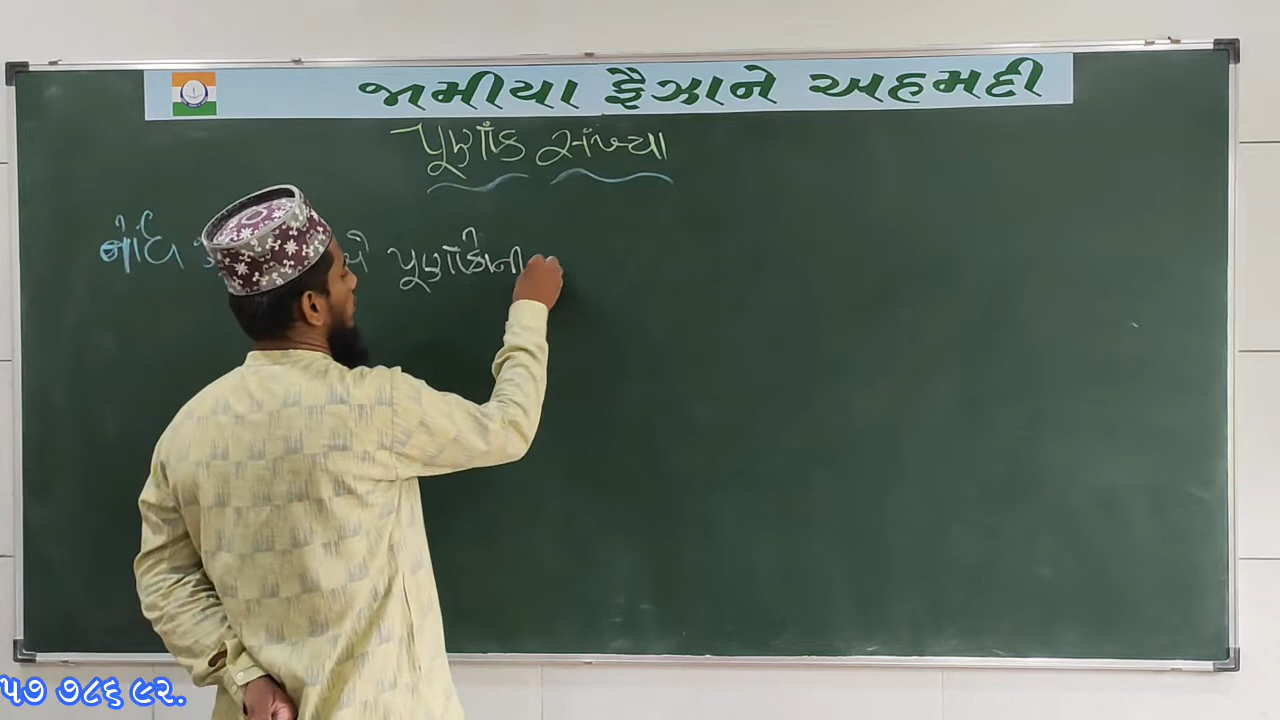 જામીયા ફૈઝાને અહમદી
પૂર્ણાંક સંખ્યા
પૂર્ણાંકોની
૫૭ ૭૮૬ ૯૨.